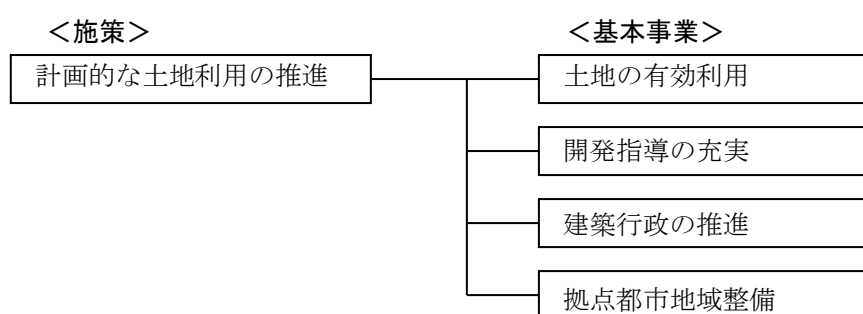 ＜施策＞ ＜基本事業＞
計画的な土地利用の推進
土地の有効利用
開発指導の充実
建築行政の推進
拠点都市地域整備